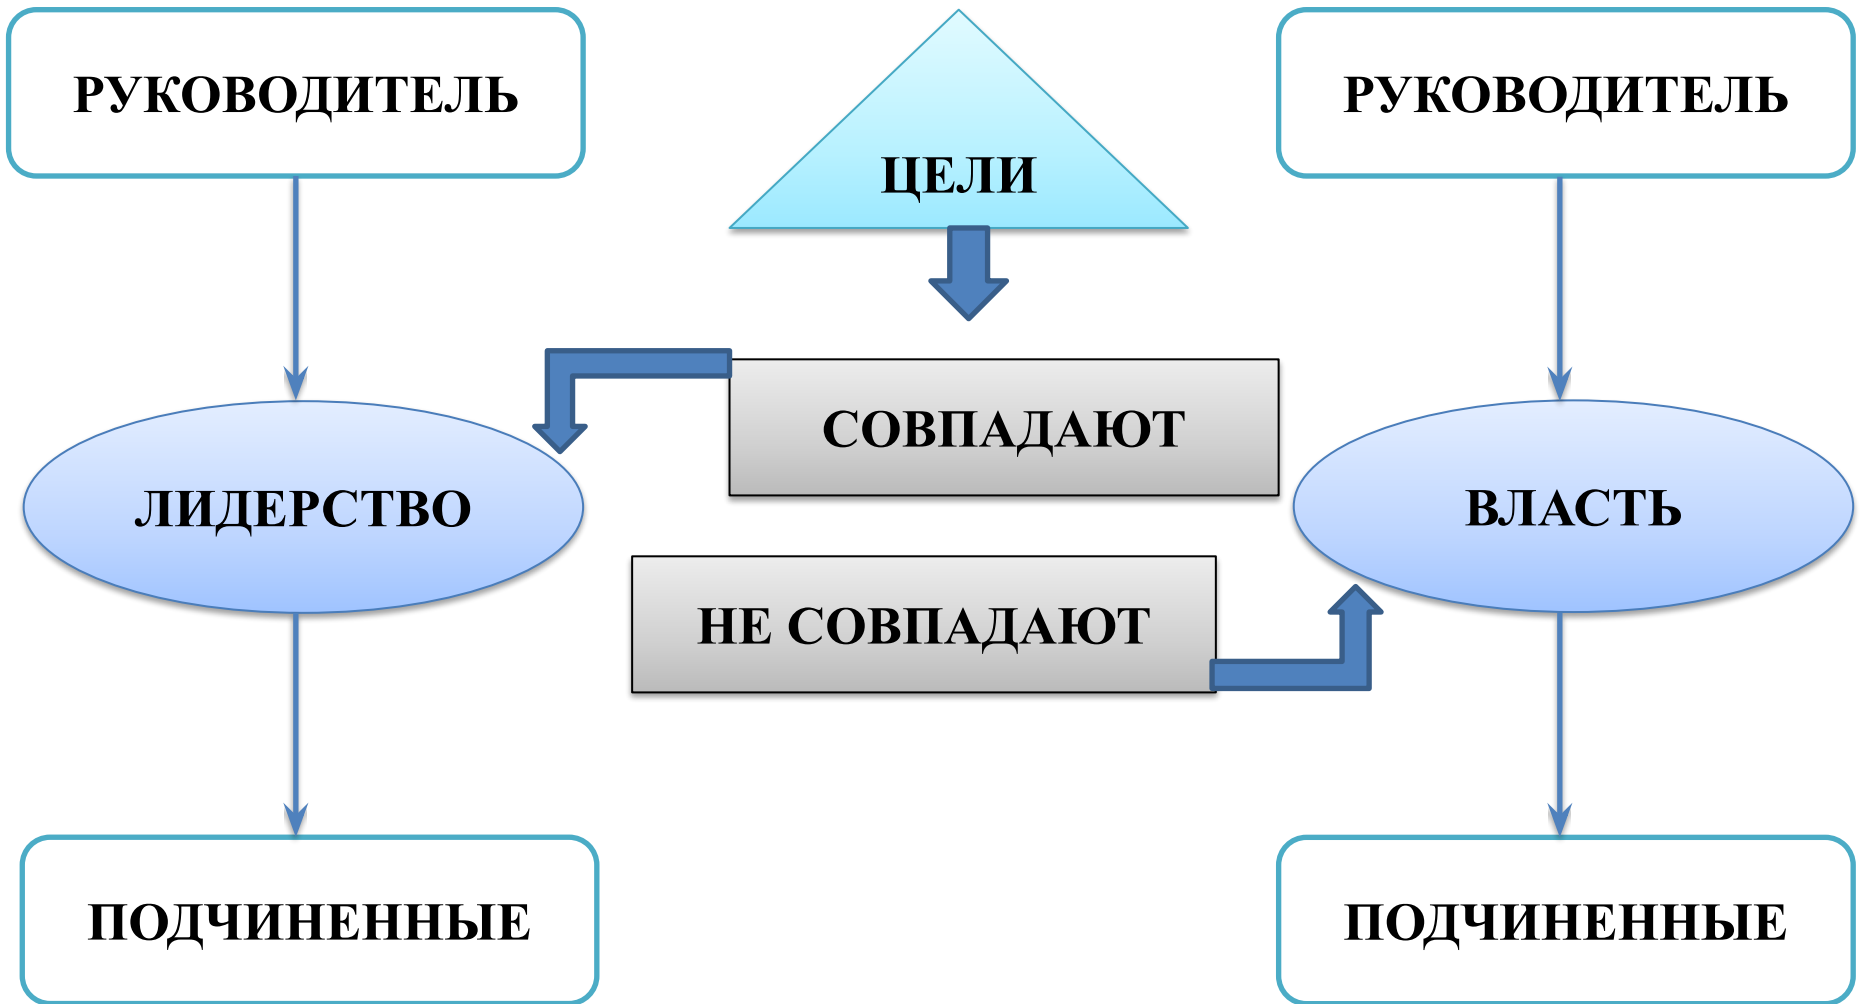 РУКОВОДИТЕЛЬ
ЦЕЛИ
РУКОВОДИТЕЛЬ
СОВПАДАЮТ
ЛИДЕРСТВО
ВЛАСТЬ
НЕ СОВПАДАЮТ
ПОДЧИНЕННЫЕ
ПОДЧИНЕННЫЕ